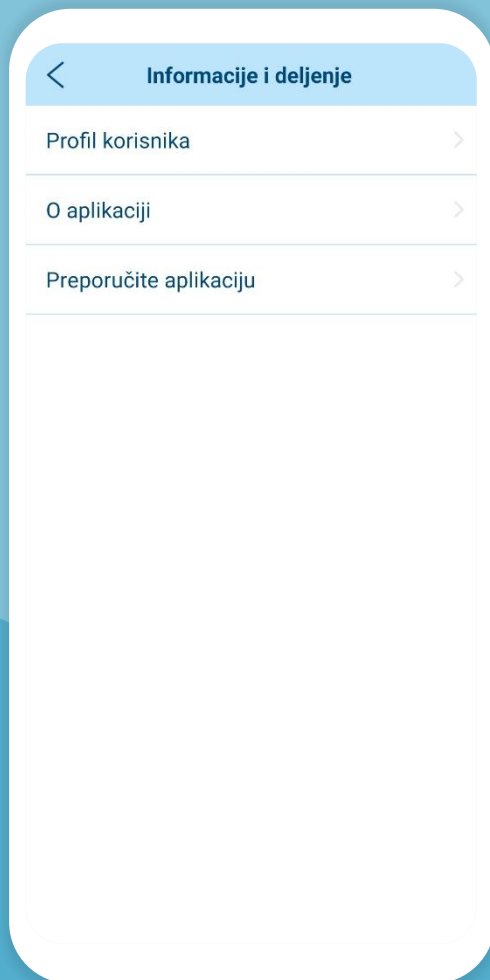 Informacije i deljenje
Profil korisnika
O aplikaciji
Preporučite aplikaciju